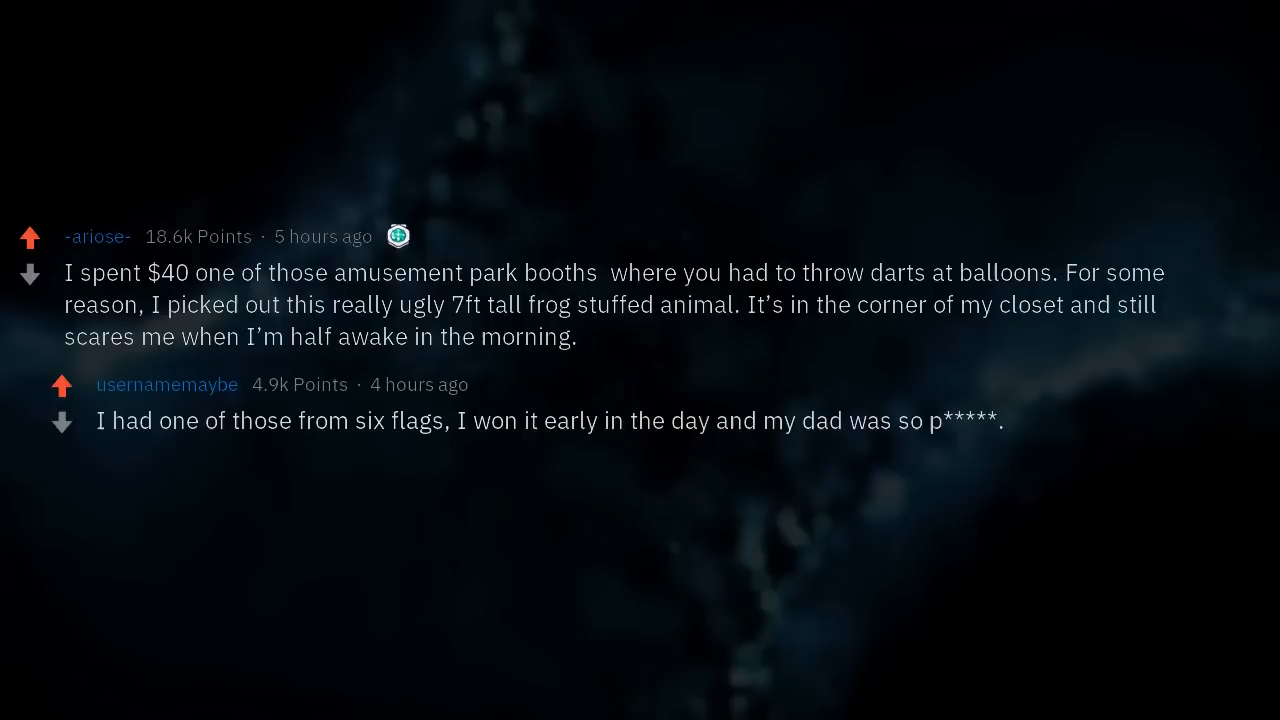 -ariose- 18.6k Points · 5 hours ago
I spent $40 one of those amusement park booths  where you had to throw darts at balloons. For some
reason, I picked out this really ugly 7ft tall frog stuffed animal. It’s in the corner of my closet and still
scares me when I’m half awake in the morning.
usernamemaybe 4.9k Points · 4 hours ago
I had one of those from six flags, I won it early in the day and my dad was so p*****.